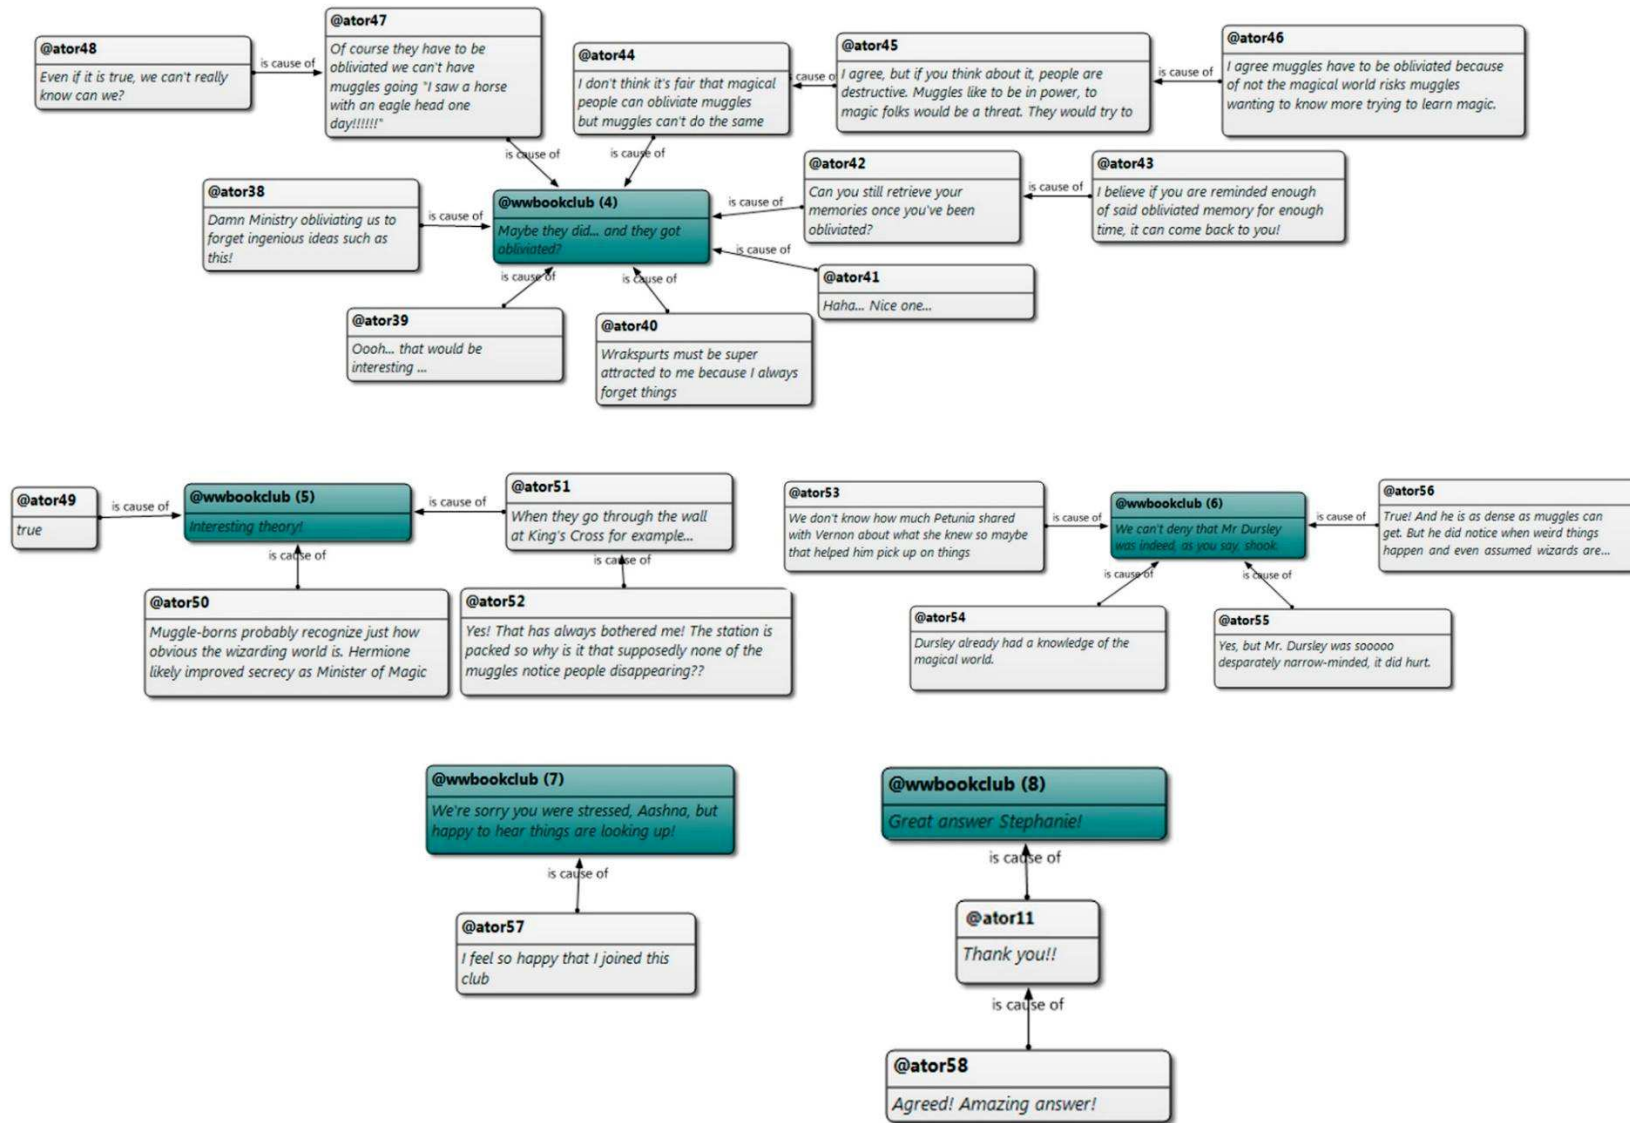 @ator48
Even if it is true, we can't really
know can we?
is cause of
@ator47
Of course they have to be
obliviated we can't have
muggles going "I saw a horse
with an eagle head one
day!!!!!!"
is cause of
@ator44
I don't think it's fair that magical
people can obliviate muggles
but muggles can't do the same
is cause of
is cause of
@ator45
I agree, but if you think about it, people are
destructive. Muggles like to be in power, to
magic folks would be a threat. They would try to
is cause of
@ator46
I agree muggles have to be obliviated because
of not the magical world risks muggles
wanting to know more trying to learn magic.
@ator38
Damn Ministry obliviating us to
forget ingenious ideas such as
this!
is cause of
@wwbookclub (4)
Maybe they did... and they got
obliviated?
is cause of
@ator42
Can you still retrieve your
memories once you've been
obliviated?
is cause of
@ator43
I believe if you are reminded enough
of said obliviated memory for enough
time, it can come back to you!
is cause of
@ator41
Haha... Nice one...
is cause of
@ator39
Oooh... that would be
interesting ...
is cause of
@ator40
Wrakspurts must be super
attracted to me because I always
forget things
@ator49
true
is cause of
@wwbookclub (5)
Interesting theory!
is cause of
@ator51
When they go through the wall
at King's Cross for example...
is cause of
@ator50
Muggle-borns probably recognize just how
obvious the wizarding world is. Hermione
likely improved secrecy as Minister of Magic
is cause of
@ator52
Yes! That has always bothered me! The station is
packed so why is it that supposedly none of the
muggles notice people disappearing??
@ator53
We don't know how much Petunia shared
with Vernon about what she knew so maybe
that helped him pick up on things
is cause of
@wwbookclub (6)
We can't deny that Mr Dursley
was indeed, as you say, shook.
is cause of
@ator56
True! And he is as dense as muggles can
get. But he did notice when weird things
happen and even assumed wizards are...
is cause of
@ator54
Dursley already had a knowledge of the
magical world.
is cause of
@ator55
Yes, but Mr. Dursley was sooooo
desparately narrow-minded, it did hurt.
@wwbookclub (7)
We're sorry you were stressed, Aashna, but
happy to hear things are looking up!
is cause of
@ator57
I feel so happy that I joined this
club
@wwbookclub (8)
Great answer Stephanie!
is cause of
@ator11
Thank you!!
is cause of
@ator58
Agreed! Amazing answer!